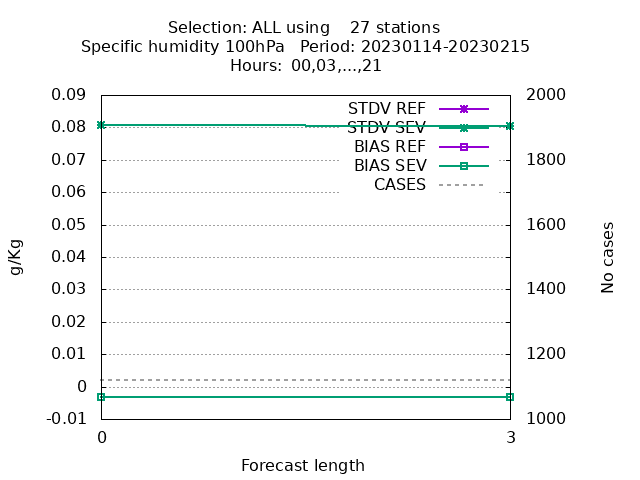 Selection: ALL using    27 stations
Specific humidity 100hPa   Period: 20230114-20230215
Hours:  00,03,...,21
0.09
0.08
0.07
0.06
0.05
0.04
0.03
0.02
0.01
0
-0.01
g/Kg
STDV REF
STDV SEV
BIAS REF
BIAS SEV
CASES
2000
1800
1600
1400
1200
1000
No cases
0
3
Forecast length